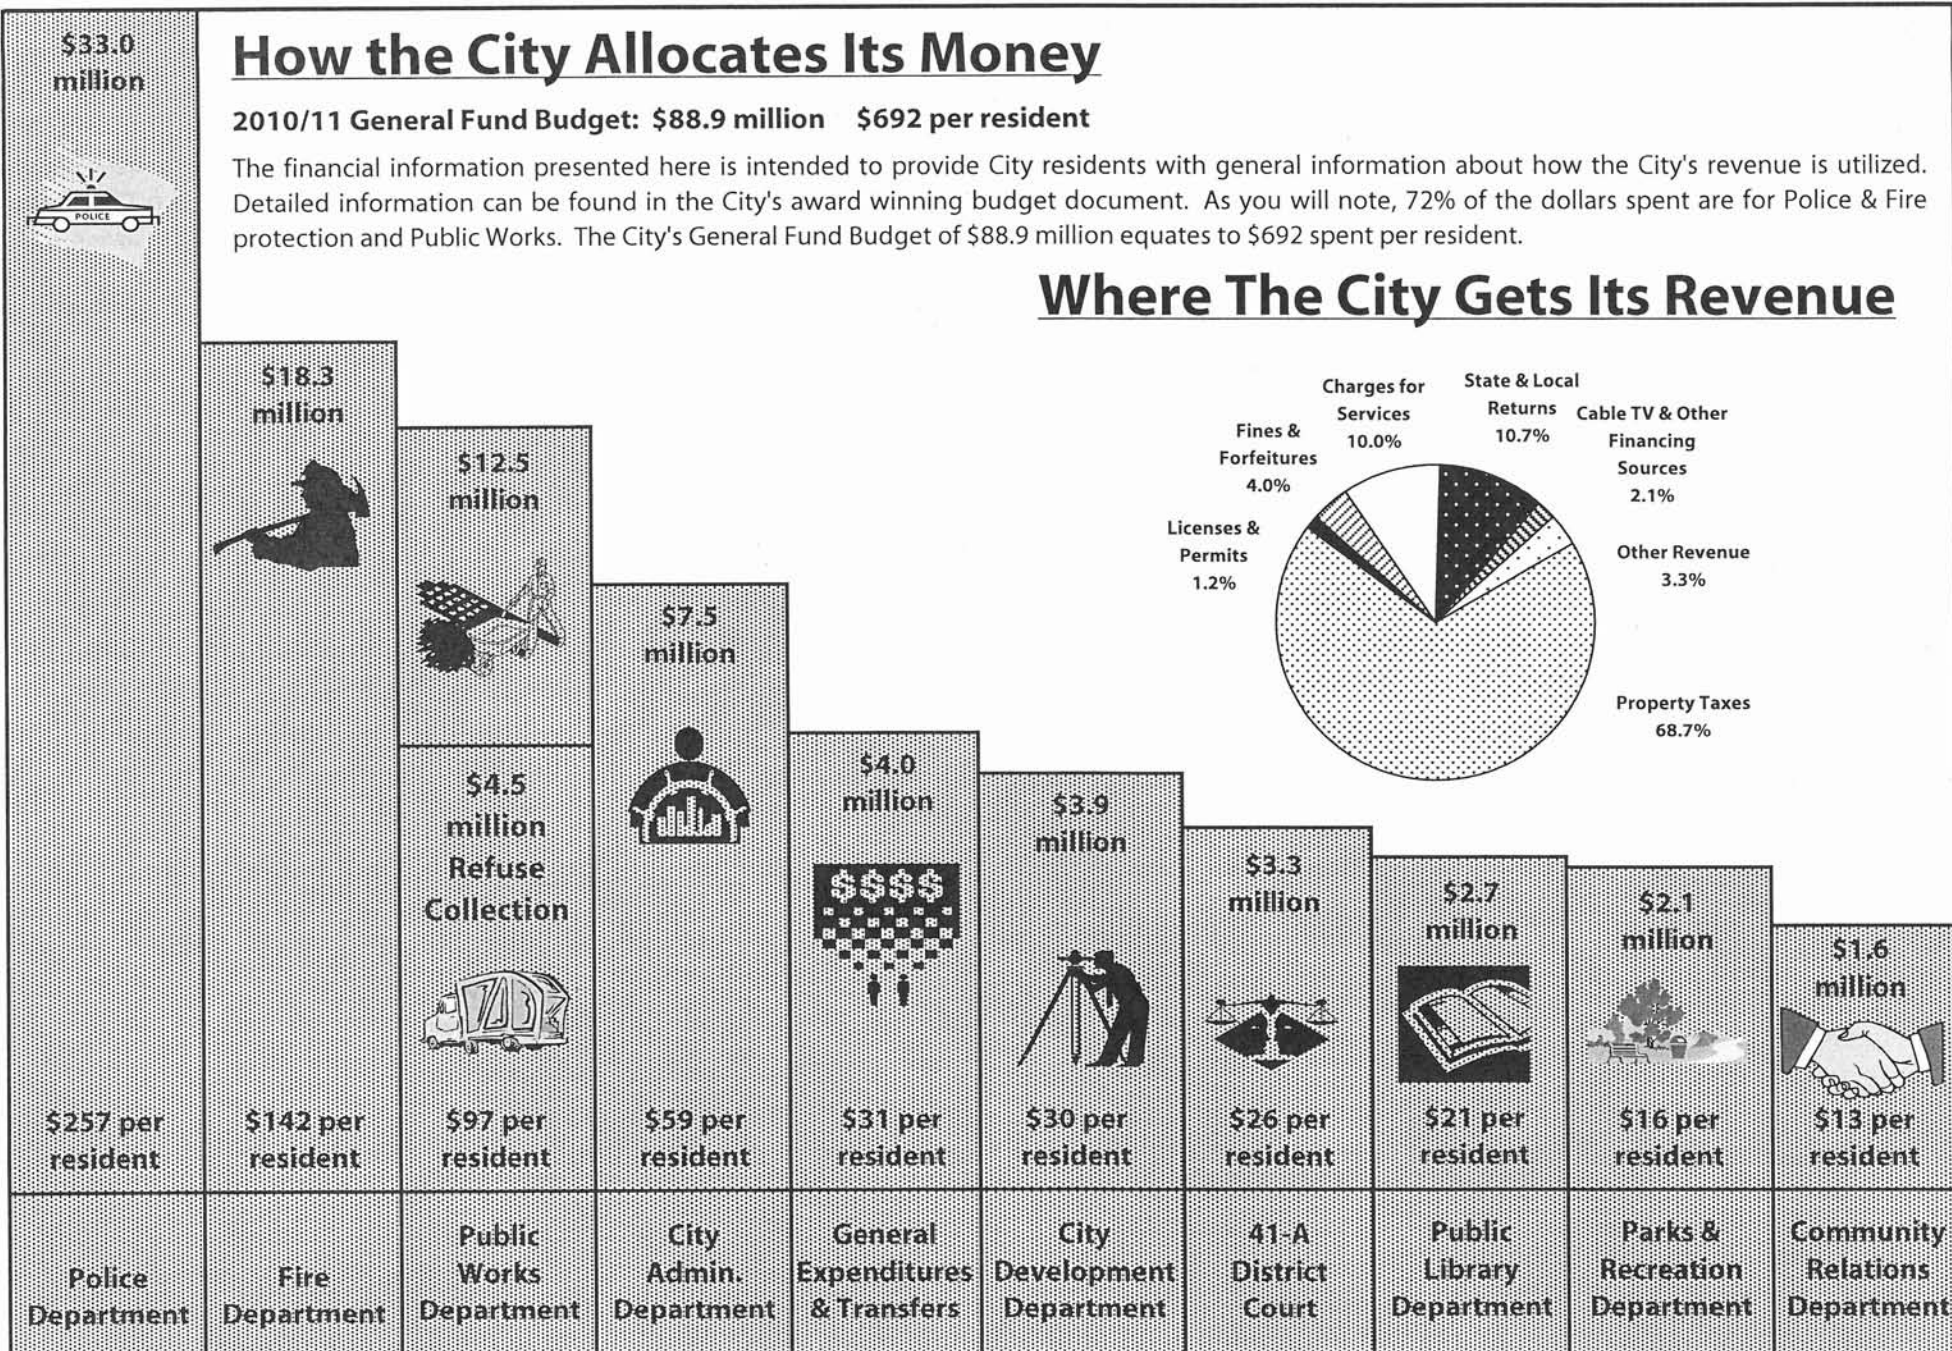 How the City Allocates Its Money
2010/11 General Fund Budget: $88.9 million $692 per resident
The financial information presented here is intended to provide City residents with general information about how the City's revenue is utilized.
Detailed information can be found in the City's award winning budget document. As you will note, 72% of the dollars spent are for Police & Fire
protection and Public Works. The City's General Fund Budget of $88.9 million equates to $692 spent per resident.
Where The City Gets Its Revenue
Charges for
Services
10.0%
State & Local
Returns
10.7%
Cable TV & Other
Financing
Sources
2.1%
Fines &
Forfeitures
4.0%
Licenses &
Permits
1.2%
Other Revenue
3.3%
Property Taxes
68.7%
$33.0
million
POLICE
$257 per
resident
Police
Department
$18.3
million
$142 per
resident
Fire
Department
$12.5
million
$4.5
million
Refuse
Collection
$97 per
resident
Public
Works
Department
$7.5
million
$59 per
resident
City
Admin.
Department
$4.0
million
$$$$
$31 per
resident
General
Expenditures
& Transfers
$3.9
million
$30 per
resident
City
Development
Department
$3.3
million
$26 per
resident
41-A
District
Court
$2.7
million
$21 per
resident
Public
Library
Department
$2.1
million
$16 per
resident
Parks &
Recreation
Department
$1.6
million
$13 per
resident
Community
Relations
Department